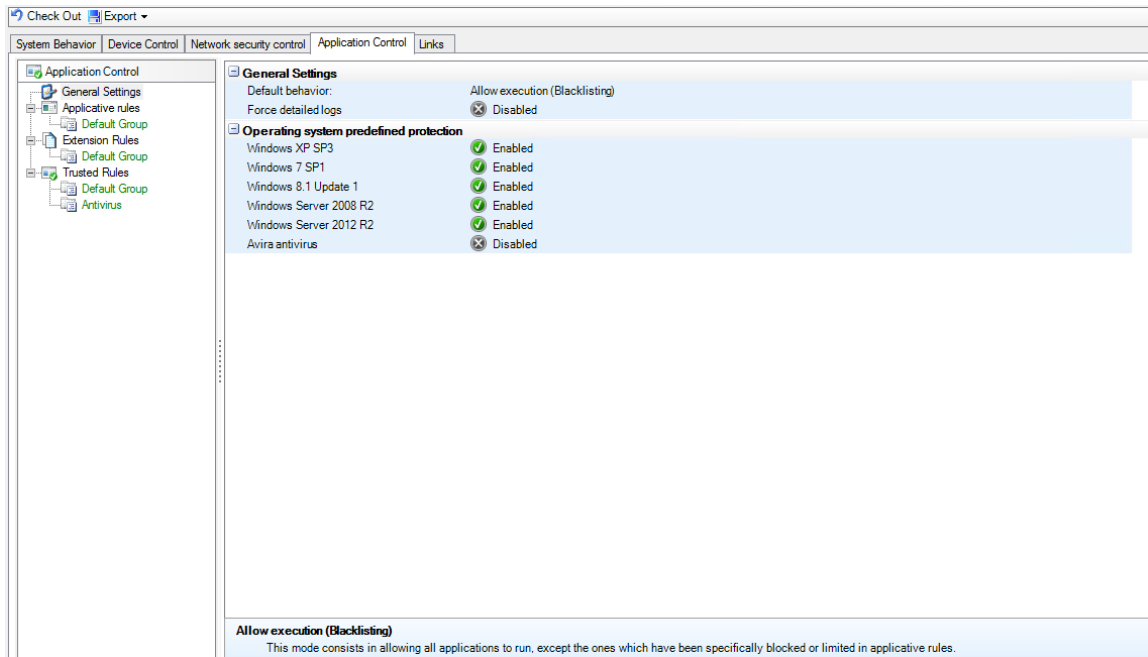 Check Out Export
System Behavior Device Control Network security control Application Control Links
Application Control
General Settings
Applicative rules
Default Group
Extension Rules
Default Group
Trusted Rules
Default Group
Antivirus
General Settings
Default behavior: Allow execution (Blacklisting)
Force detailed logs Disabled
Operating system predefined protection
Windows XP SP3 Enabled
Windows 7 SP1 Enabled
Windows 8.1 Update 1 Enabled
Windows Server 2008 R2 Enabled
Windows Server 2012 R2 Enabled
Avira antivirus Disabled
Allow execution (Blacklisting)
This mode consists in allowing all applications to run, except the ones which have been specifically blocked or limited in applicative rules.